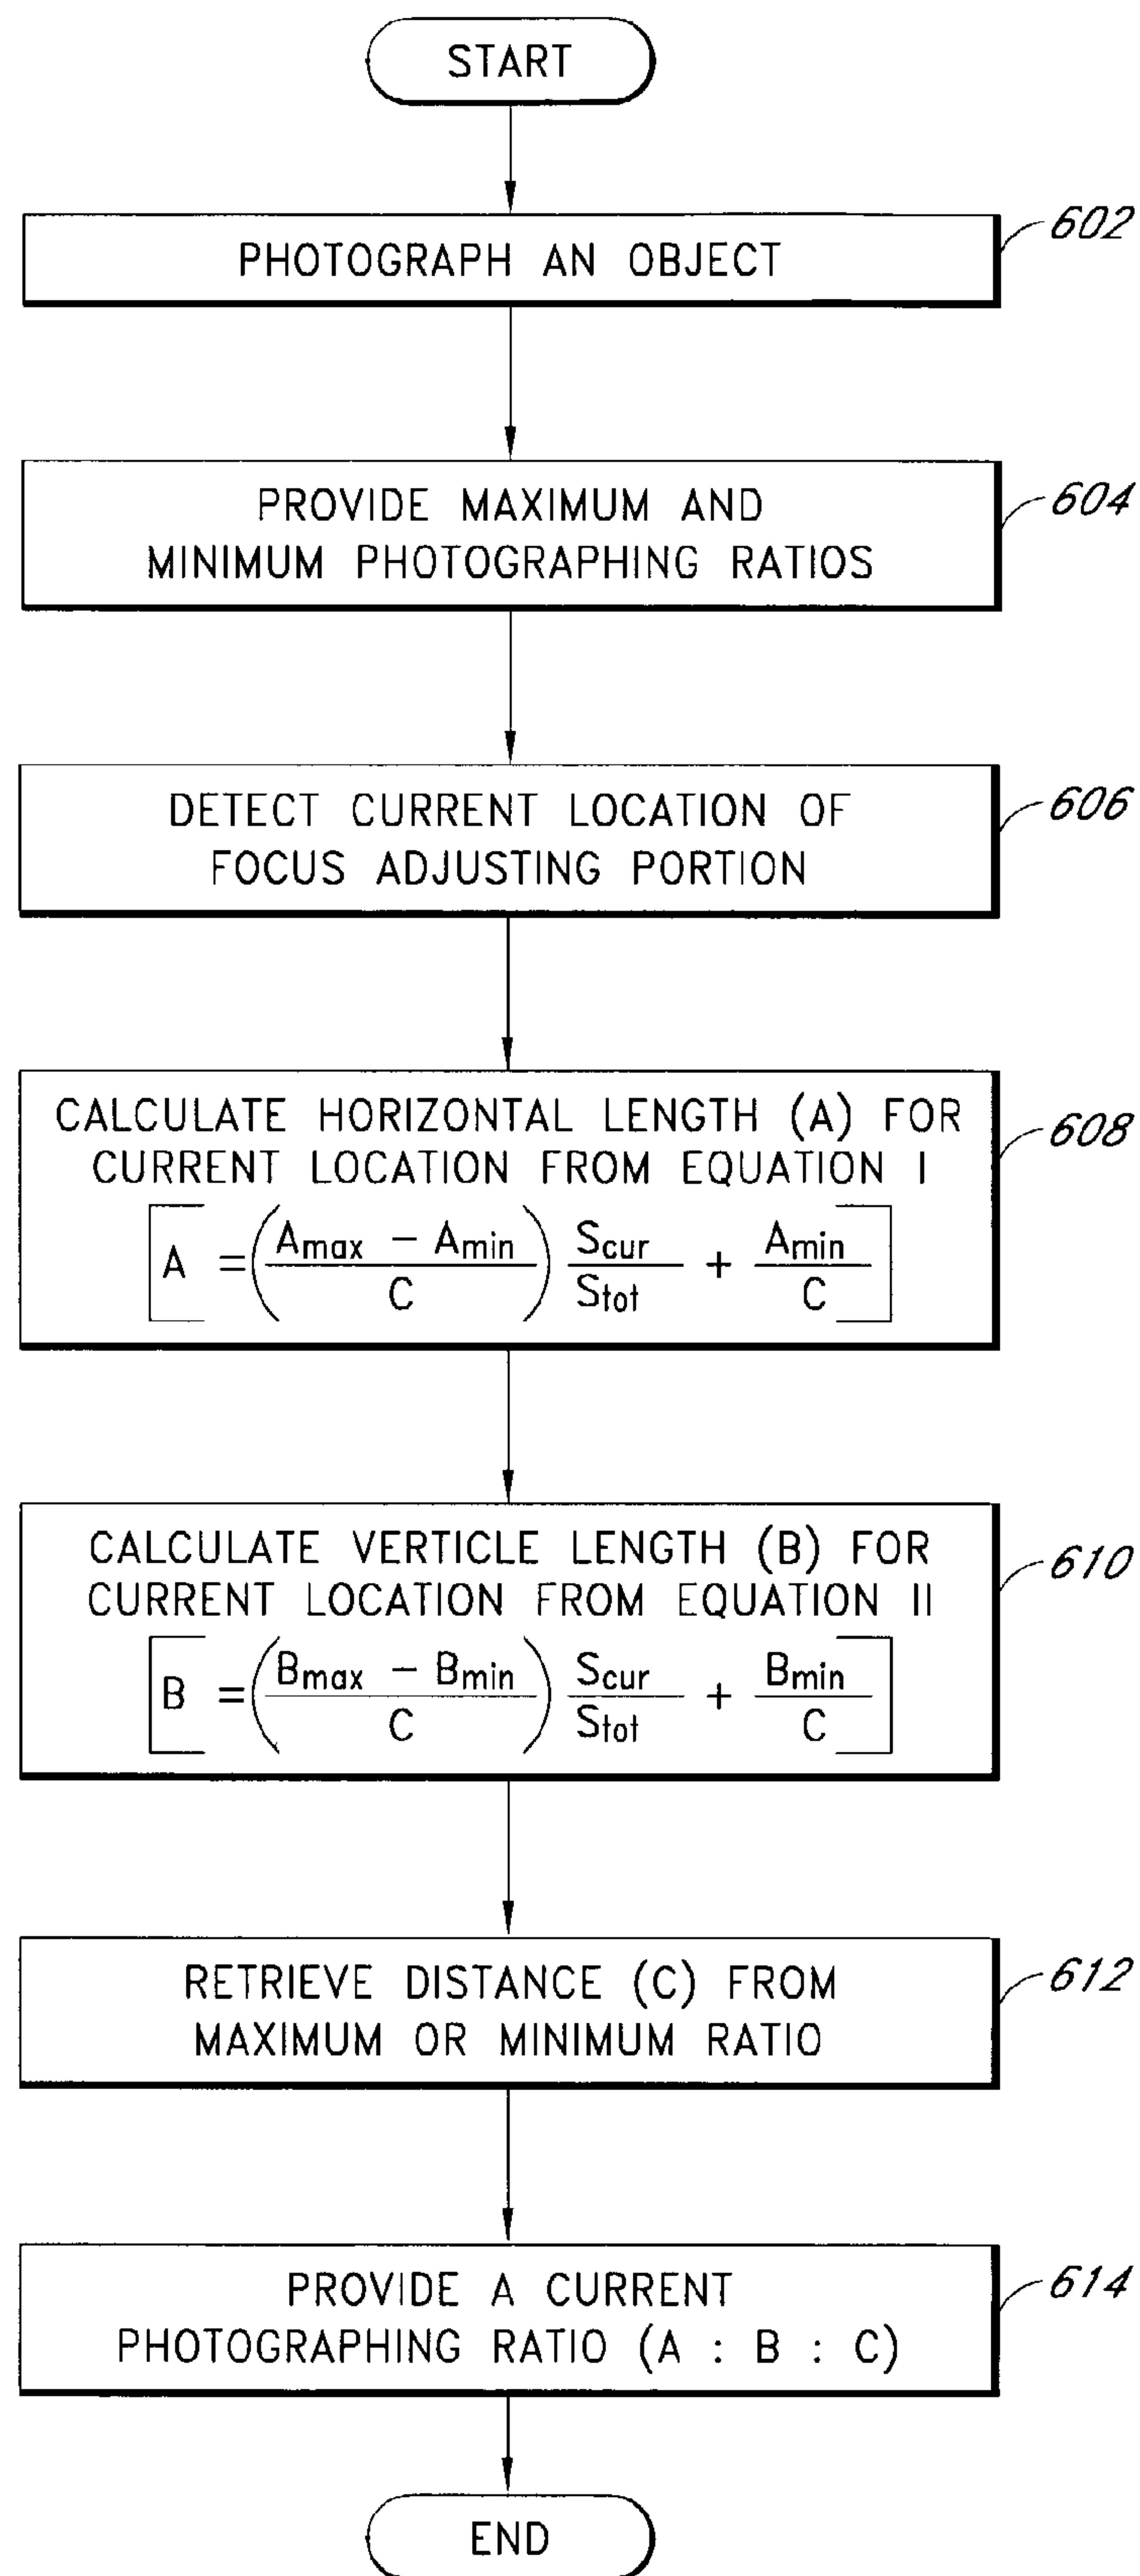 START
PHOTOGRAPH AN OBJECT
602
PROVIDE MAXIMUM AND
MINIMUM PHOTOGRAPHING RATIOS
604
DETECT CURRENT LOCATION OF
FOCUS ADJUSTING PORTION
606
CALCULATE HORIZONTAL LENGTH (A) FOR
CURRENT LOCATION FROM EQUATION I
[A = ((Amax - Amin) / C) Scur / Stot + Amin / C]
608
CALCULATE VERTICLE LENGTH (B) FOR
CURRENT LOCATION FROM EQUATION II
[B = ((Bmax - Bmin) / C) Scur / Stot + Bmin / C]
610
RETRIEVE DISTANCE (C) FROM
MAXIMUM OR MINIMUM RATIO
612
PROVIDE A CURRENT
PHOTOGRAPHING RATIO (A : B : C)
614
END